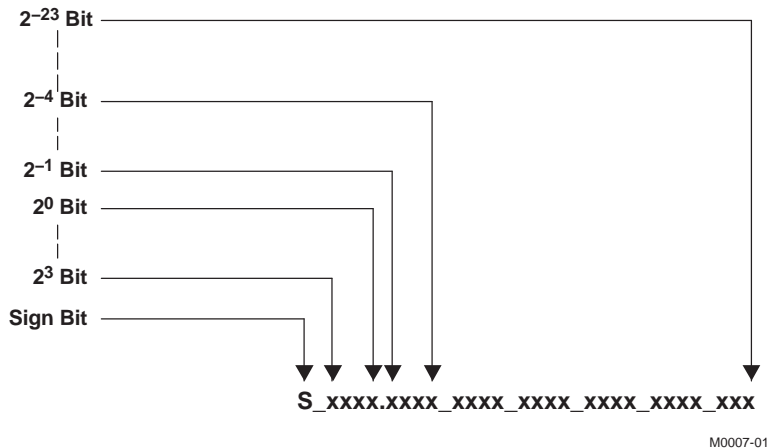 2–23 Bit
2–4 Bit
2–1 Bit
20 Bit
23 Bit
Sign Bit
S_xxxx.xxxx_xxxx_xxxx_xxxx_xxxx_xxx
M0007-01